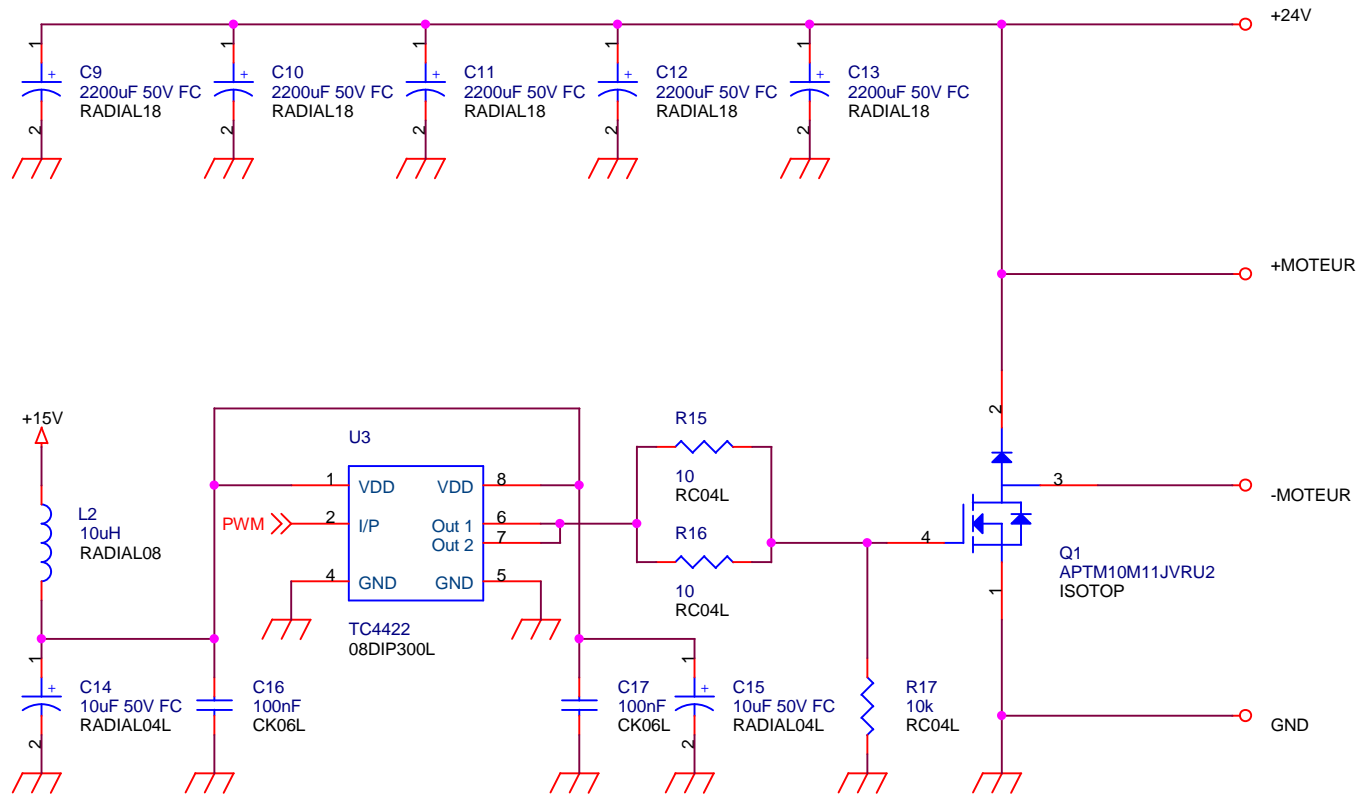 +24V
1
C9
2200uF 50V FC
RADIAL18
2
1
C10
2200uF 50V FC
RADIAL18
2
1
C11
2200uF 50V FC
RADIAL18
2
1
C12
2200uF 50V FC
RADIAL18
2
1
C13
2200uF 50V FC
RADIAL18
2
+MOTEUR
+15V
L2
10uH
RADIAL08
U3
1
VDD
VDD
8
PWM
2
I/P
Out 1
6
Out 2
7
4
GND
GND
5
TC4422
08DIP300L
R15
10
RC04L
R16
10
RC04L
2
3
-MOTEUR
4
Q1
APTM10M11JVRU2
ISOTOP
1
1
C14
10uF 50V FC
RADIAL04L
2
C16
100nF
CK06L
C17
100nF
CK06L
1
C15
10uF 50V FC
RADIAL04L
2
R17
10k
RC04L
GND